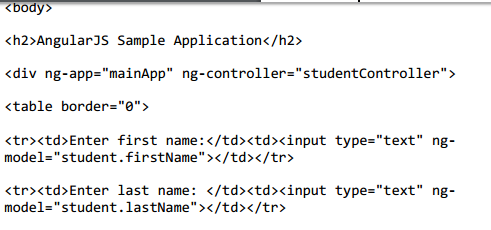 <body>
<h2>AngularJS Sample Application</h2>
<div ng-app="mainApp" ng-controller="studentController">
<table border="0">
<tr><td>Enter first name:</td><td><input type="text" ng-
model="student.firstName"></td></tr>
<tr><td>Enter last name: </td><td><input type="text" ng-
model="student.lastName"></td></tr>